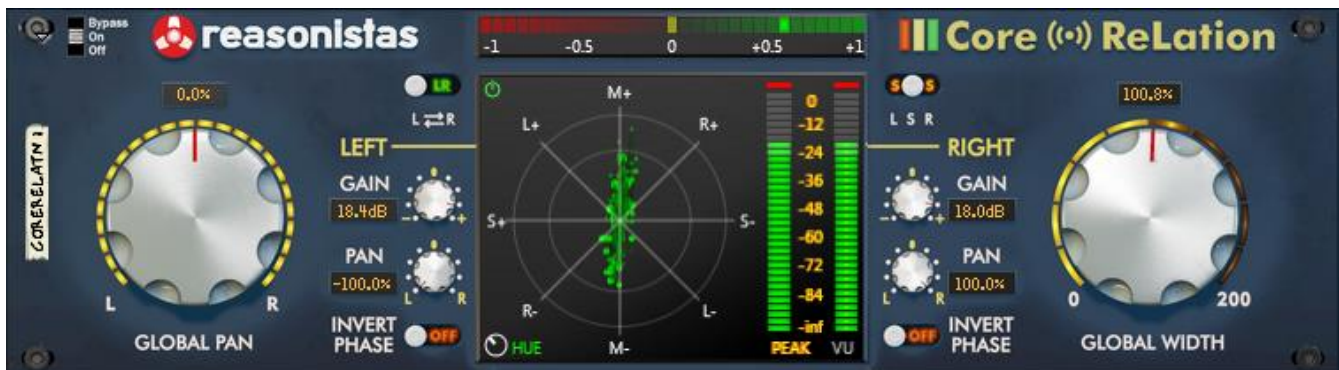 Bypass
On
Off
reasonistas
-1 -0.5 0 +0.5 +1
Core ((•)) ReLation
0.0%
LR
L ⇄ R
S S
L S R
100.8%
CORERELATN 1
LEFT
GAIN
18.4dB
- +
PAN
-100.0%
L R
INVERT
PHASE
OFF
L R
GLOBAL PAN
M+
L+ R+
S+ S-
R- L-
M-
HUE
0
-12
-24
-36
-48
-60
-72
-84
-inf
PEAK VU
RIGHT
GAIN
18.0dB
- +
PAN
100.0%
L R
OFF
INVERT
PHASE
0 200
GLOBAL WIDTH